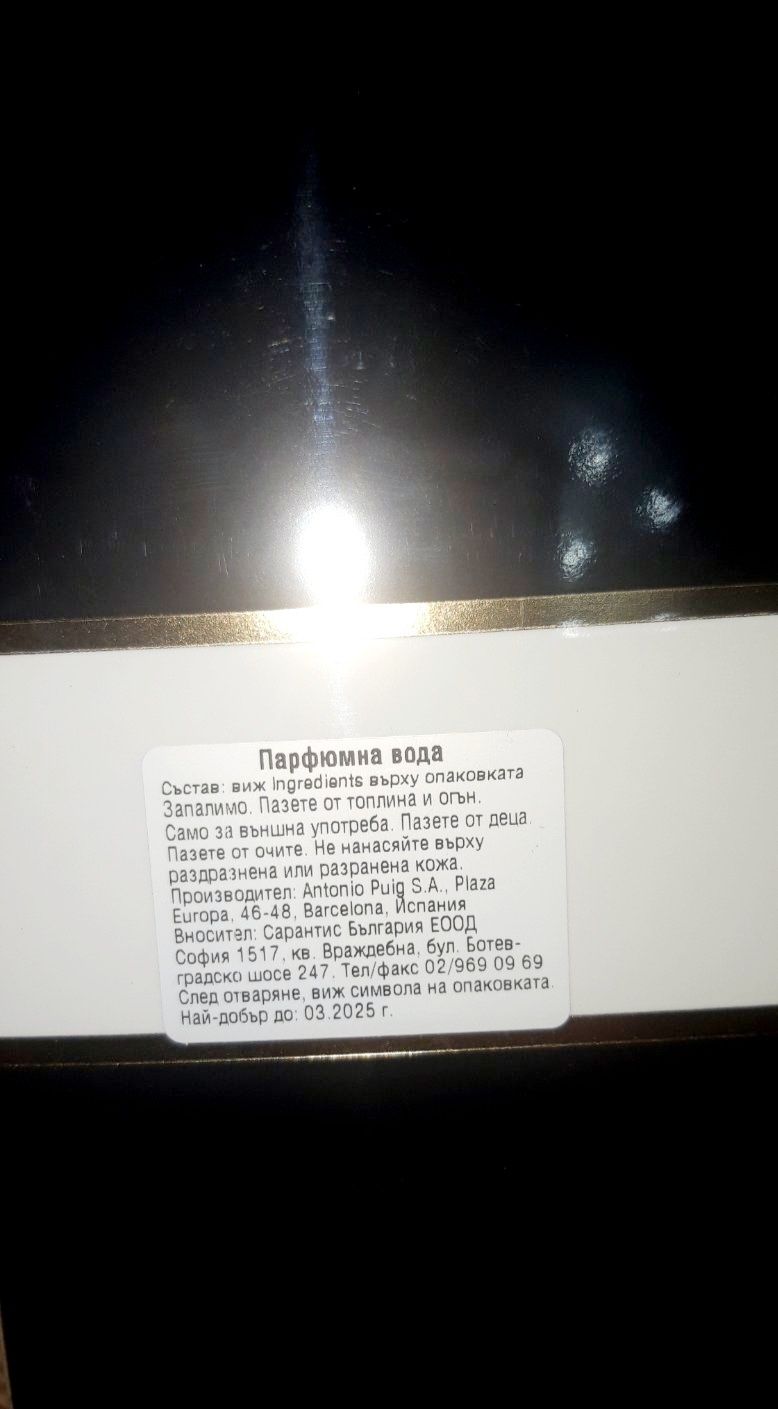 Парфюмна вода
Състав: виж Ingredients върху опаковката
Запалимо. Пазете от топлина и огън.
Само за външна употреба. Пазете от деца.
Пазете от очите. Не нанасяйте върху
раздразнена или разранена кожа.
Производител: Antonio Puig S.A., Plaza
Europa, 46-48, Barcelona, Испания
Вносител: Сарантис България ЕООД
София 1517, кв. Враждебна, бул. Ботев-
градско шосе 247. Тел/факс 02/969 09 69
След отваряне, виж символа на опаковката.
Най-добър до: 03.2025 г.